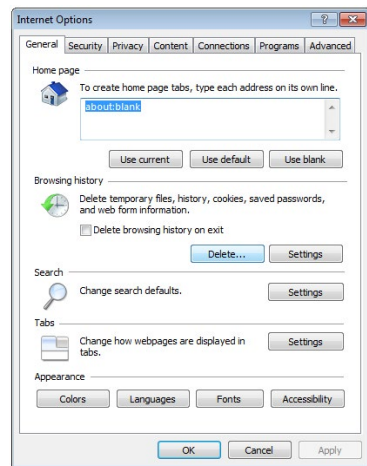 Internet Options
General Security Privacy Content Connections Programs Advanced
Home page
To create home page tabs, type each address on its own line.
about:blank
Use current Use default Use blank
Browsing history
Delete temporary files, history, cookies, saved passwords,
and web form information.
Delete browsing history on exit
Delete... Settings
Search
Change search defaults. Settings
Tabs
Change how webpages are displayed in
tabs.
Settings
Appearance
Colors Languages Fonts Accessibility
OK Cancel Apply